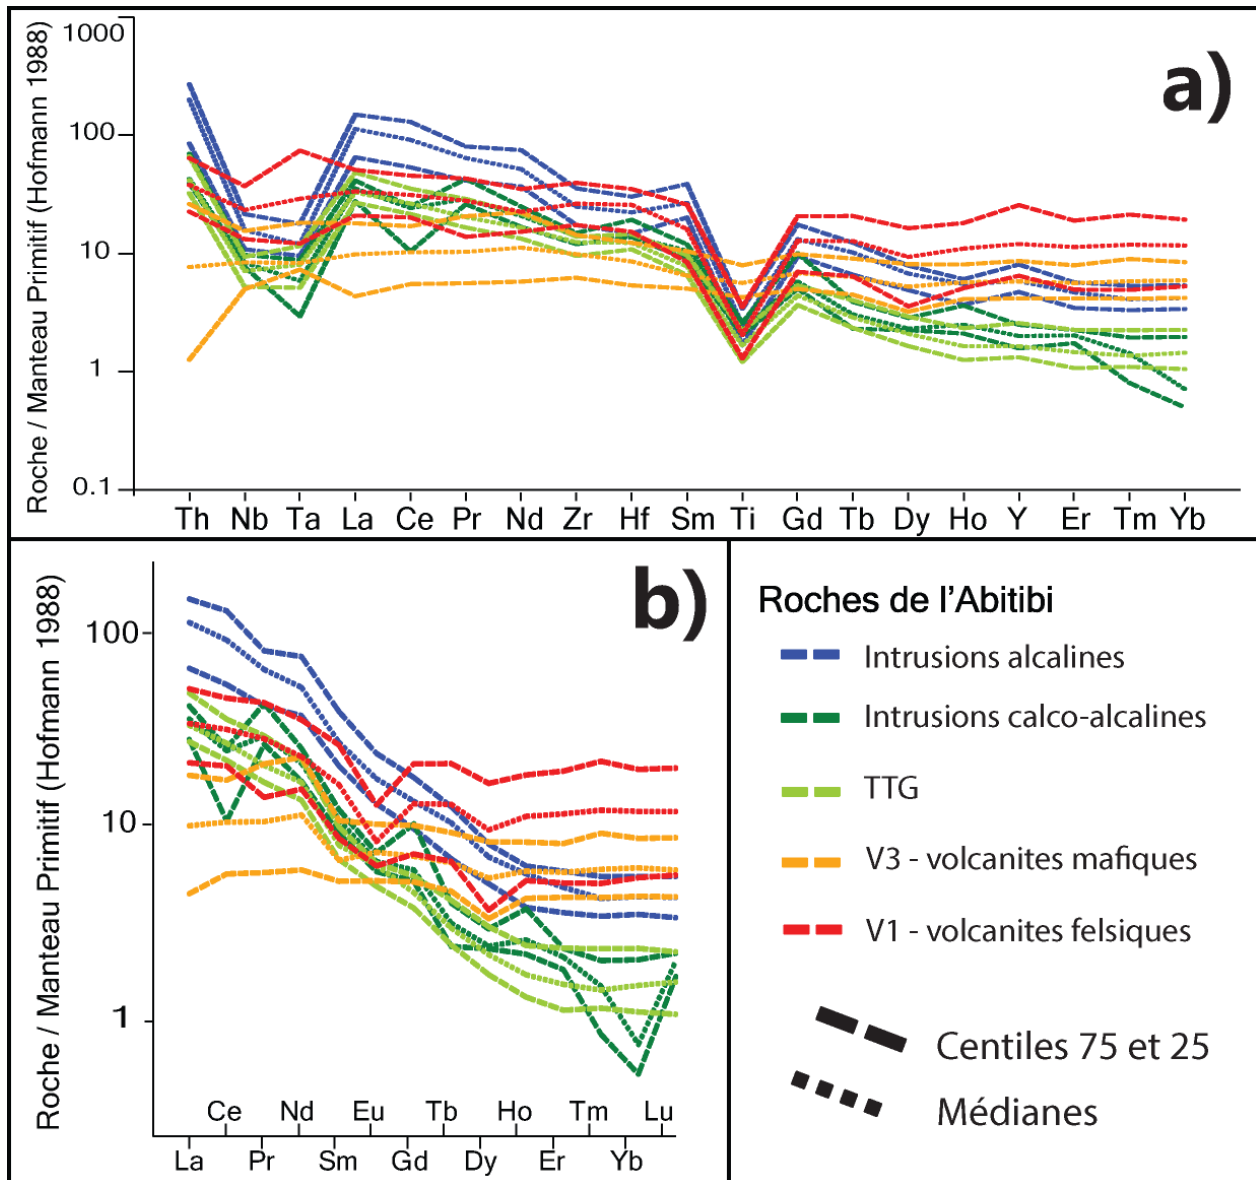 Roche / Manteau Primitif (Hofmann 1988)
1000
100
10
1
0.1
a)
Th Nb Ta La Ce Pr Nd Zr Hf Sm Ti Gd Tb Dy Ho Y Er Tm Yb
Roche / Manteau Primitif (Hofmann 1988)
100
10
1
b)
Ce Nd Eu Tb Ho Tm Lu
La Pr Sm Gd Dy Er Yb
Roches de l'Abitibi
Intrusions alcalines
Intrusions calco-alcalines
TTG
V3 - volcanites mafiques
V1 - volcanites felsiques
Centiles 75 et 25
Médianes